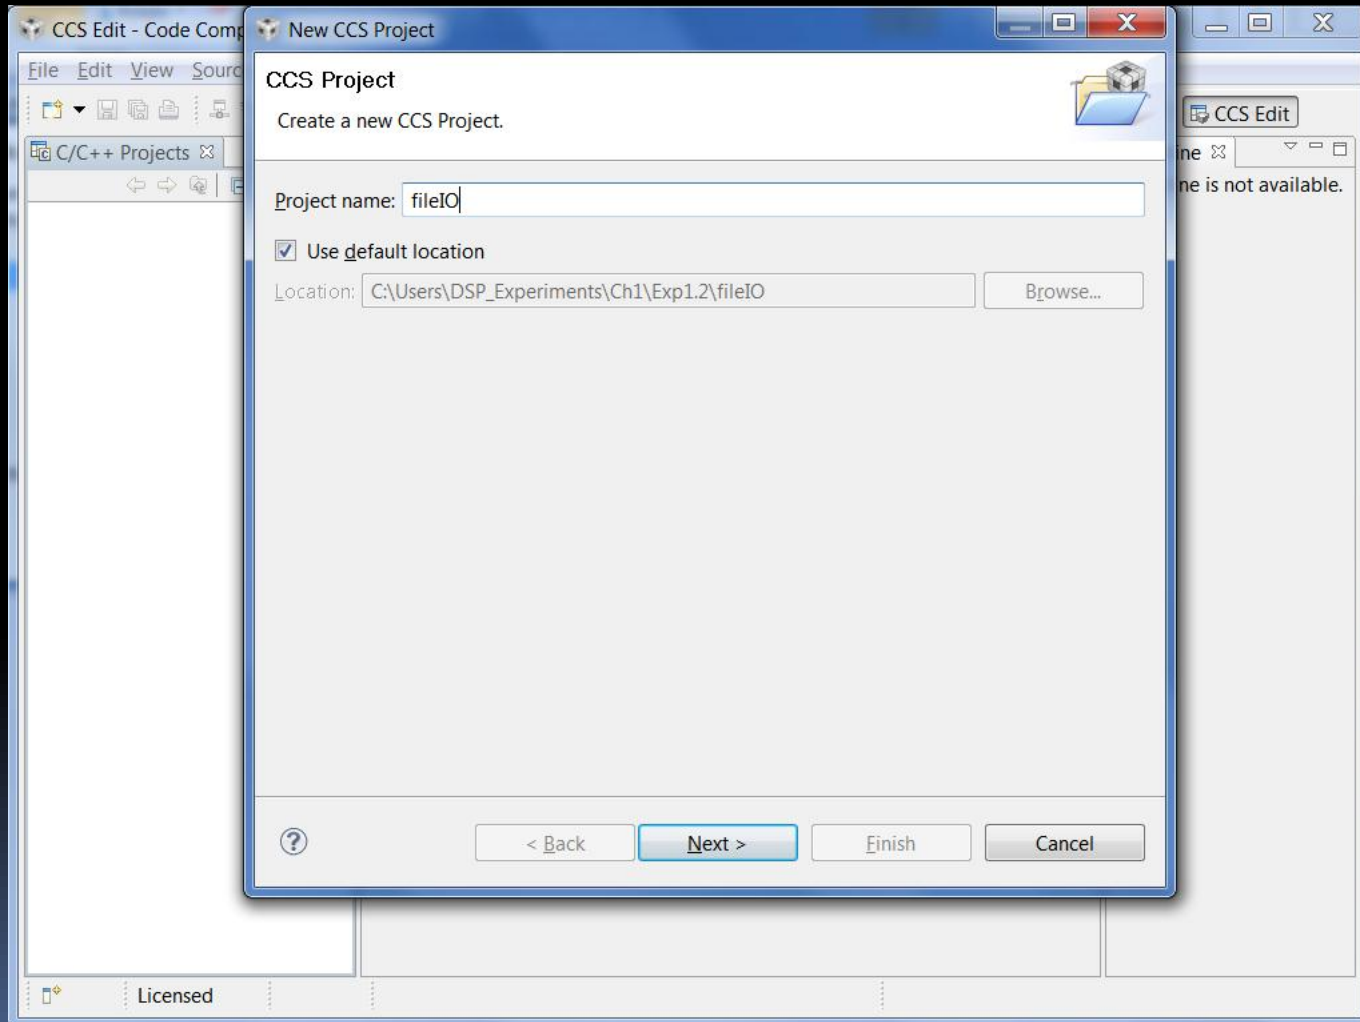 CCS Edit - Code Comp
New CCS Project
File Edit View Sourc
CCS Project
Create a new CCS Project.
CCS Edit
C/C++ Projects
ine
ne is not available.
Project name: fileIO
Use default location
Location: C:\Users\DSP_Experiments\Ch1\Exp1.2\fileIO Browse...
< Back Next > Finish Cancel
Licensed